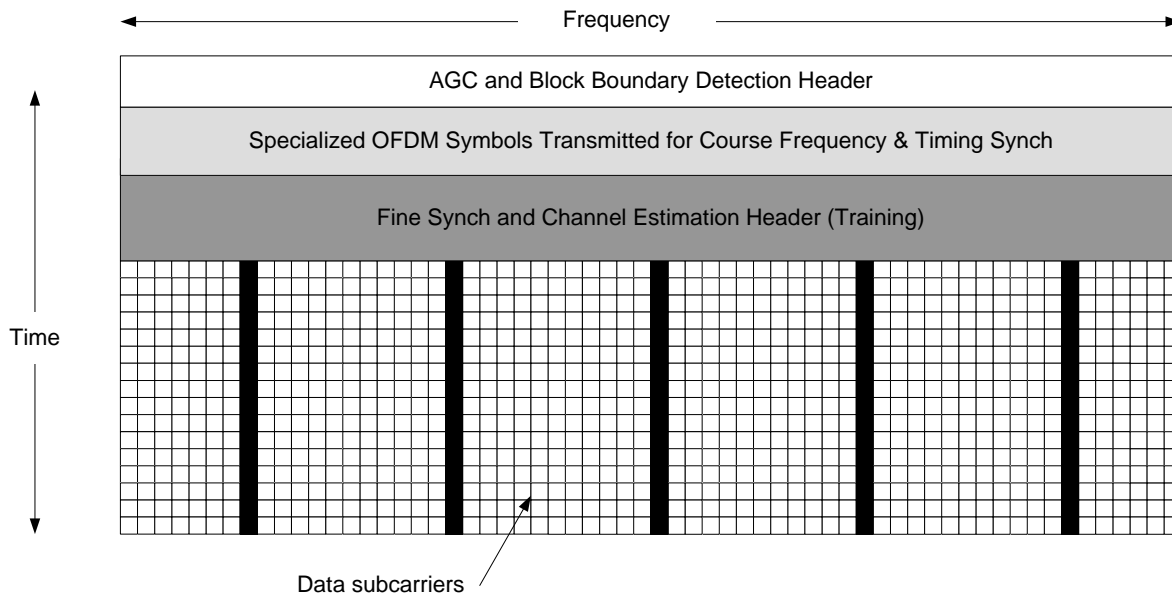 Frequency
AGC and Block Boundary Detection Header
Specialized OFDM Symbols Transmitted for Course Frequency & Timing Synch
Fine Synch and Channel Estimation Header (Training)
Time
Data subcarriers